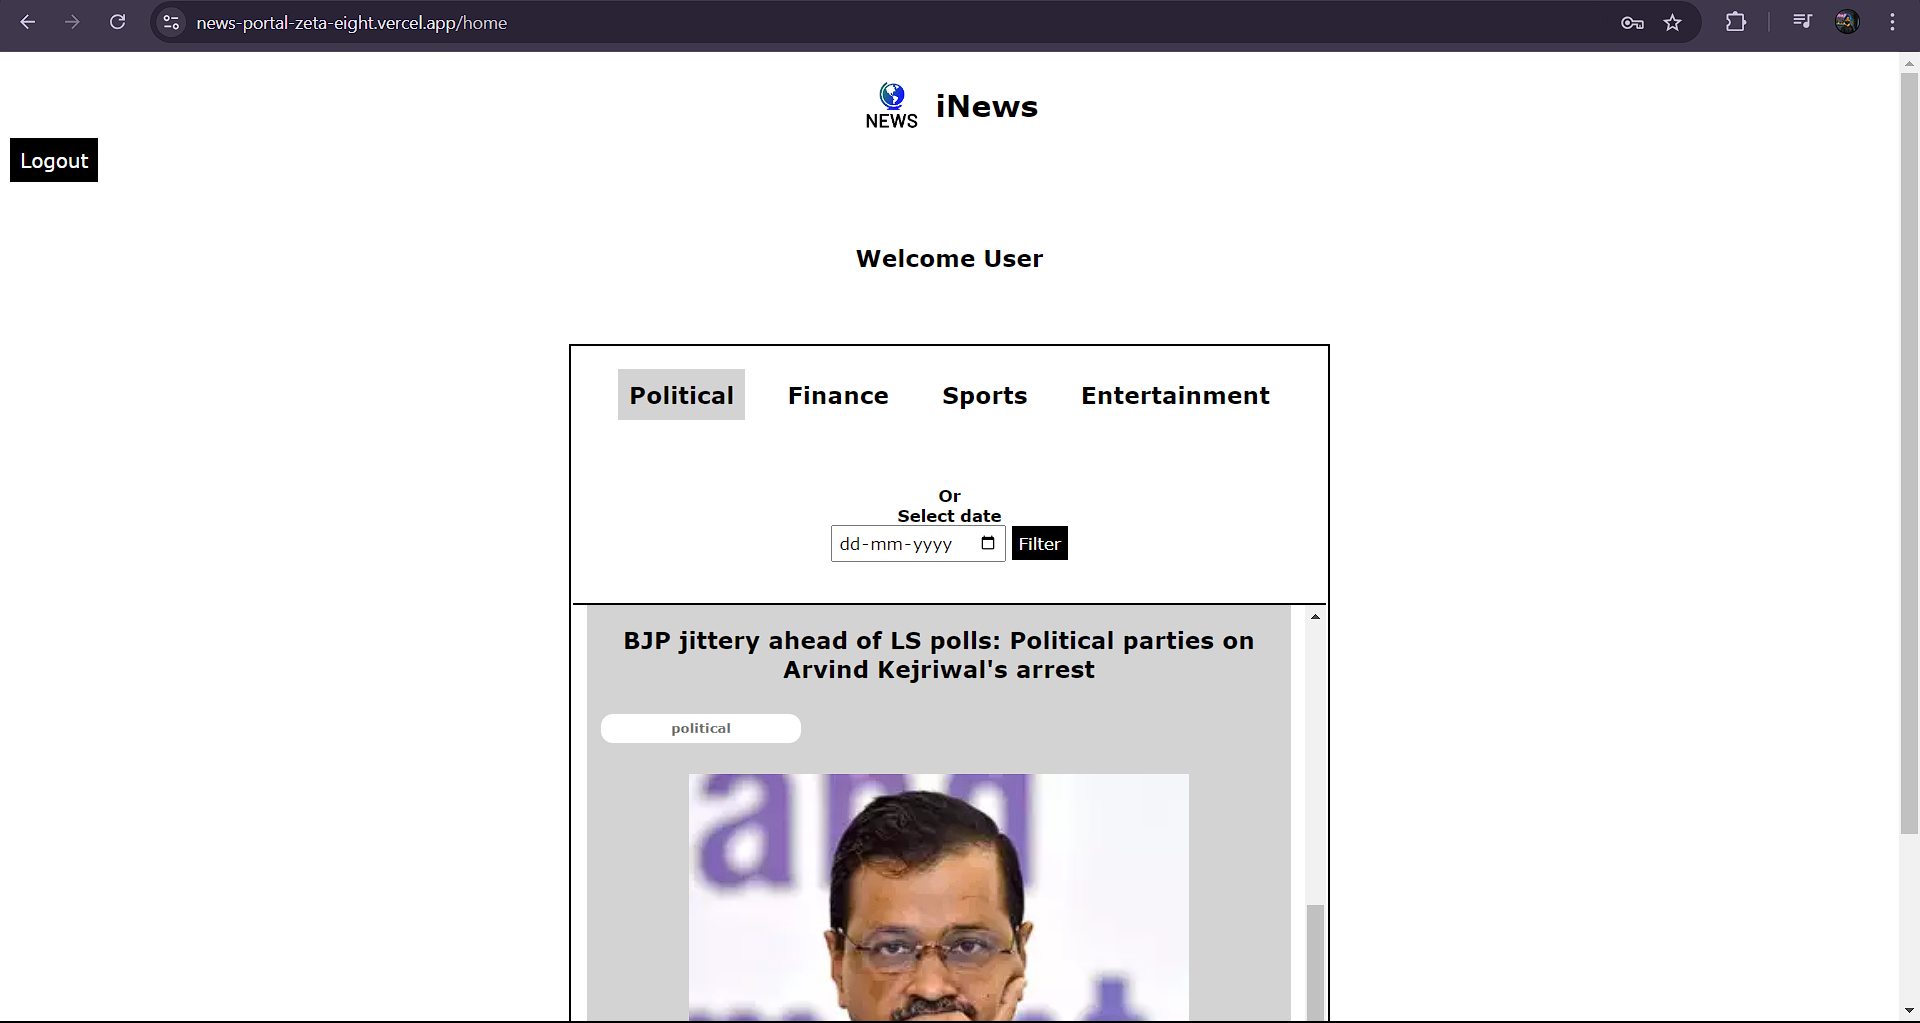 news-portal-zeta-eight.vercel.app/home
NEWS
iNews
Logout
Welcome User
Political Finance Sports Entertainment
Or
Select date
dd-mm-yyyy Filter
BJP jittery ahead of LS polls: Political parties on
Arvind Kejriwal's arrest
political
and